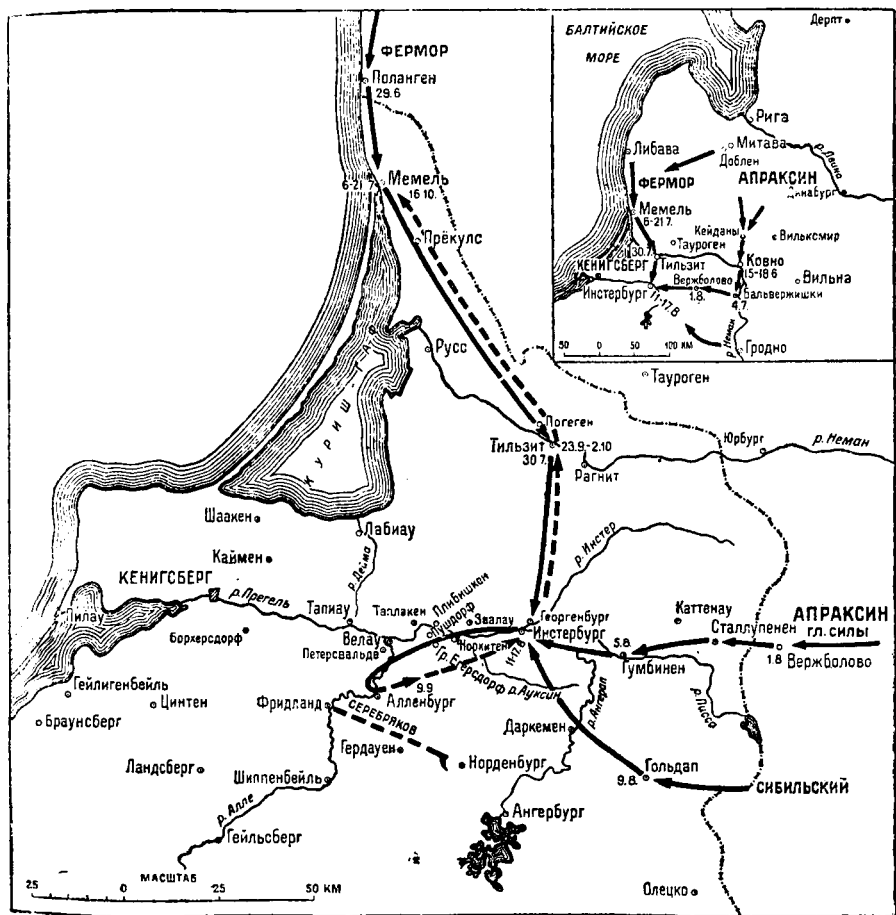 ФЕРМОР
Поланген
29.6
6-21.7
Мемель
16 10.
Прёкулс
Русс
КУРИШ-ГАФ
Погеген
Тильзит
30 7.
23.9.-2.10
Рагнит
Таурогeн
Юрбург
р. Неман
Шаакен
Каймен
Лабиау
р. Дейма
р. Инстер
КЕНИГСБЕРГ
р. Прегель
Пилау
Тапиау
Таплакен
Плибишкен
Пушдорф
Звалау
Георгенбург
Инстербург
11-17.8
Норкитен
Борхерсдорф
Велау
Петерсвальде
Каттенау
АПРАКСИН
ГЛ. СИЛЫ
Сталлупенен
1.8
Вержболово
5.8.
Гумбинен
Гр. Егерсдорф
р. Ауксин
р. Ангерап
р. Писса
9.9
Алленбург
Гейлигенбейль
Цинтен
Браунсберг
Фридланд
СЕРЕБРЯКОВ
Гердауен
Норденбург
Даркемен
Гольдап
9.8.
СИБИЛЬСКИЙ
Ландсберг
Шиппенбейль
р. Алле
Гейльсберг
Ангербург
Олецко
МАСШТАБ
25 0 25 50 КМ
БАЛТИЙСКОЕ
МОРЕ
Дерпт
Рига
Митава
Доблен
Либава
р. Двина
ФЕРМОР
АПРАКСИН
Динабург
Мемель
6-21 7.
Кейданы
Вилькомир
30.7.
Тауроген
Ковно
15-18 6
КЕНИГСБЕРГ
Тильзит
Вержболово
1.8.
Вильна
Инстербург
11-17.8
Бальвержишки
4.7.
р. Неман
Гродно
50 0 50 120 КМ